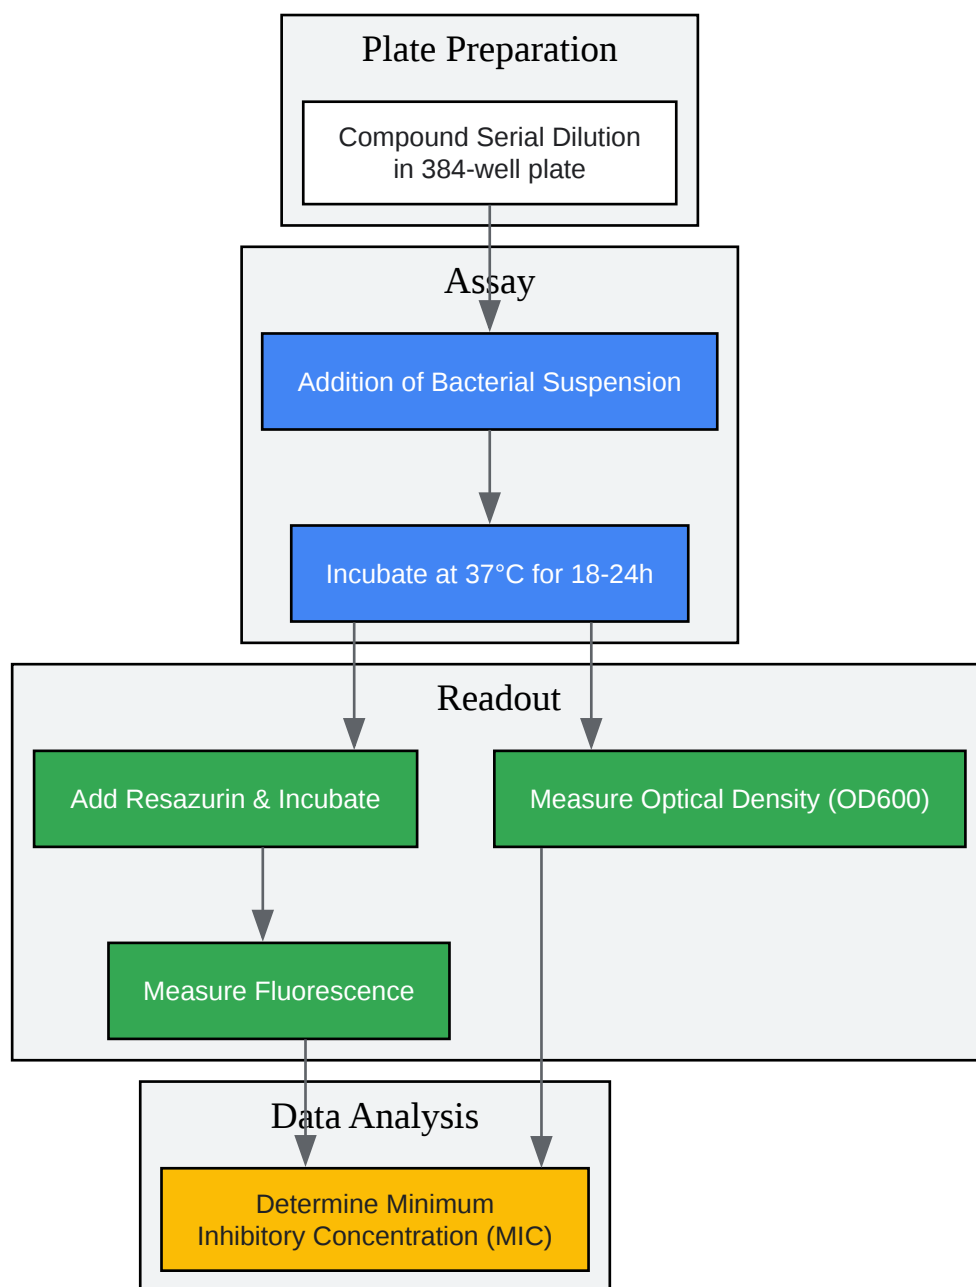 Plate Preparation
Compound Serial Dilution
in 384-well plate
Assay
Addition of Bacterial Suspension
Incubate at 37°C for 18-24h
Readout
Add Resazurin & Incubate
Measure Optical Density (OD600)
Measure Fluorescence
Data Analysis
Determine Minimum
Inhibitory Concentration (MIC)